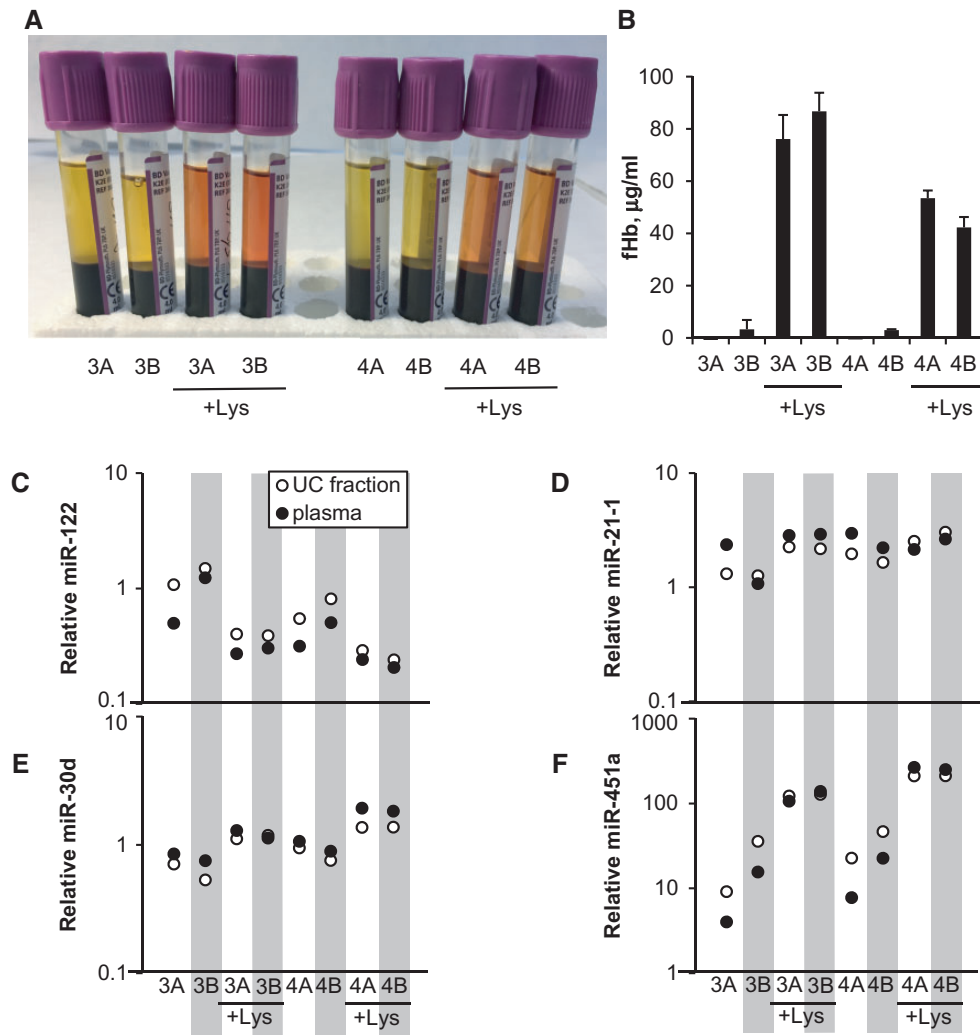 A
B
BD Va
K2E
REF
3A 3B 3A 3B 4A 4B 4A 4B
+Lys +Lys
fHb, µg/ml
100
80
60
40
20
0
3A 3B 3A 3B 4A 4B 4A 4B
+Lys +Lys
C
Relative miR-122
10
1
0.1
UC fraction
plasma
D
Relative miR-21-1
10
1
0.1
E
Relative miR-30d
10
1
0.1
3A 3B 3A 3B 4A 4B 4A 4B
+Lys +Lys
F
Relative miR-451a
1000
100
10
1
3A 3B 3A 3B 4A 4B 4A 4B
+Lys +Lys